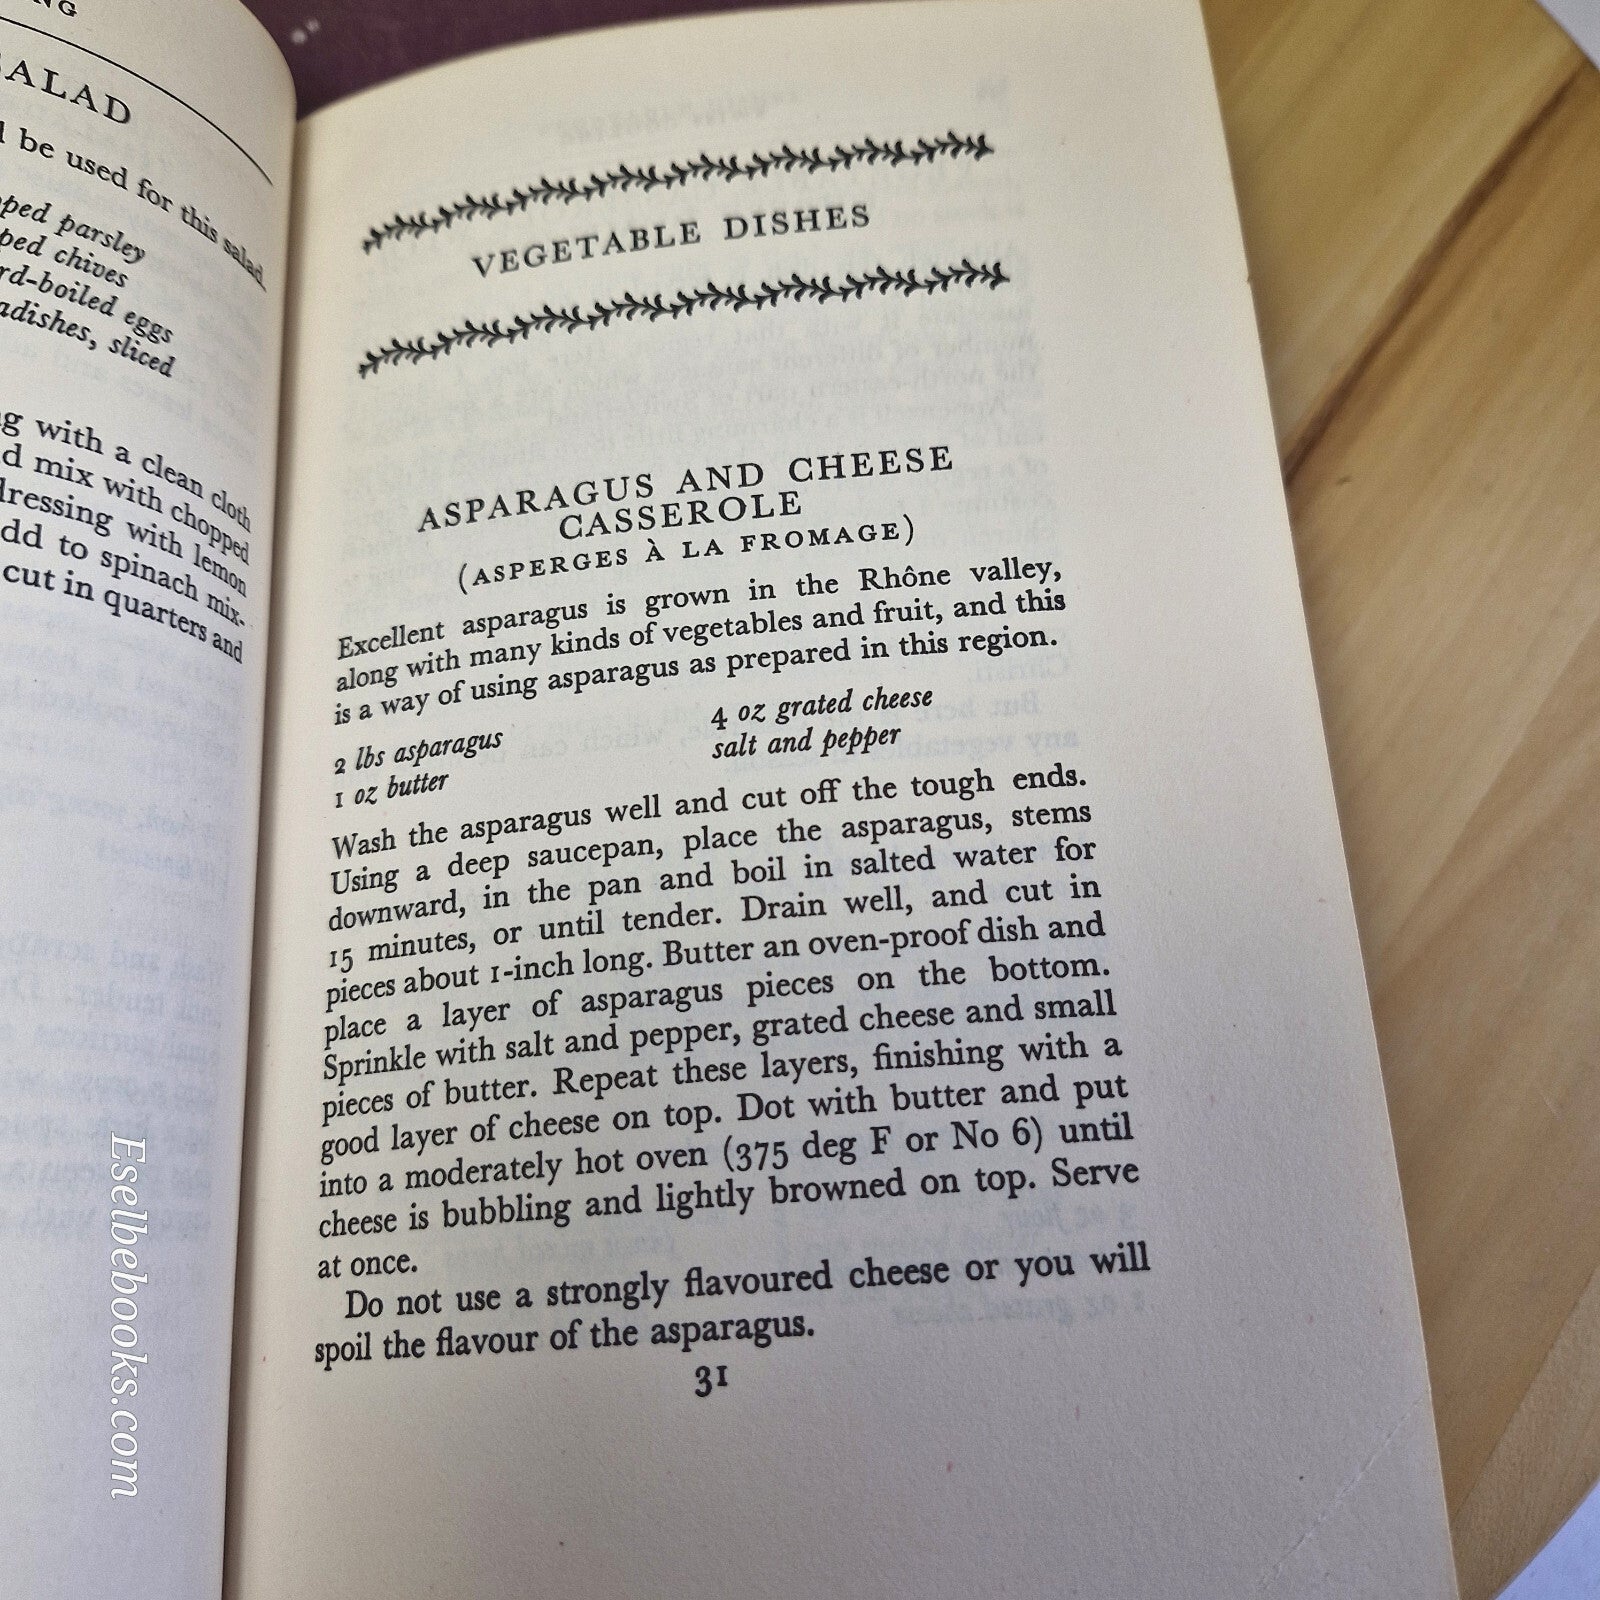 NG
SALAD
be used for this salad
parsley
chives
eggs
sliced
with a clean cloth
mix with chopped
dressing with lemon
to spinach mix-
cut in quarters and
VEGETABLE DISHES
ASPARAGUS AND CHEESE
CASSEROLE
(ASPERGES À LA FROMAGE)
Excellent asparagus is grown in the Rhône valley,
along with many kinds of vegetables and fruit, and this
is a way of using asparagus as prepared in this region.
2 lbs asparagus
1 oz butter
4 oz grated cheese
salt and pepper
Wash the asparagus well and cut off the tough ends.
Using a deep saucepan, place the asparagus, stems
downward, in the pan and boil in salted water for
15 minutes, or until tender. Drain well, and cut in
pieces about 1-inch long. Butter an oven-proof dish and
place a layer of asparagus pieces on the bottom.
Sprinkle with salt and pepper, grated cheese and small
pieces of butter. Repeat these layers, finishing with a
good layer of cheese on top. Dot with butter and put
into a moderately hot oven (375 deg F or No 6) until
cheese is bubbling and lightly browned on top. Serve
at once.
Do not use a strongly flavoured cheese or you will
spoil the flavour of the asparagus.
31
Eselbebooks.com